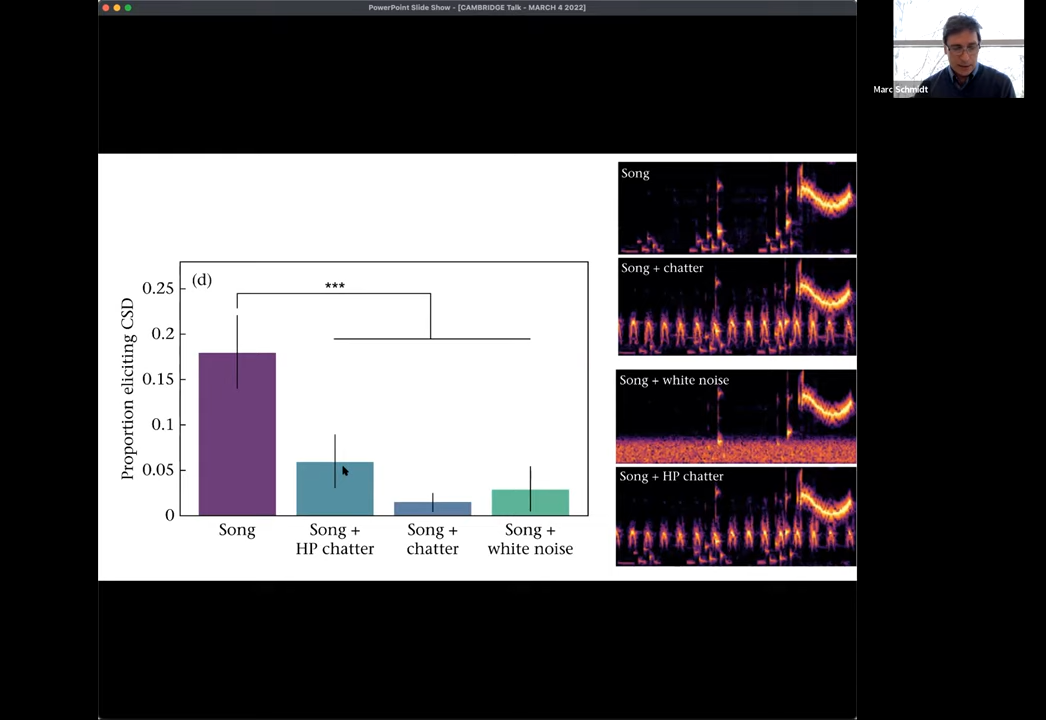 PowerPoint Slide Show - [CAMBRIDGE Talk - MARCH 4 2022]
Marc Schmidt
Song
Song + chatter
Song + white noise
Song + HP chatter
(d)
***
Proportion eliciting CSD
0.25
0.2
0.15
0.1
0.05
0
Song
Song +
HP chatter
Song +
chatter
Song +
white noise